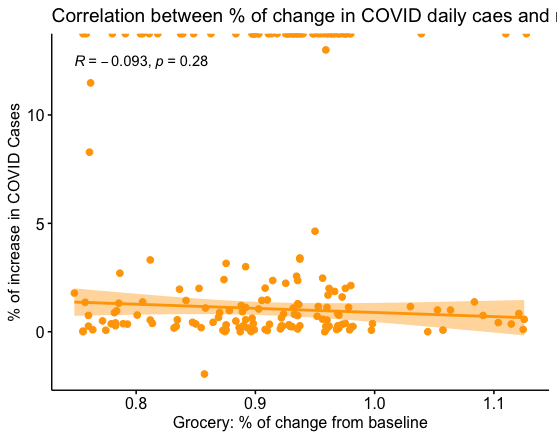 Correlation between % of change in COVID daily caes and
R = − 0.093, p = 0.28
% of increase in COVID Cases
10
5
0
0.8 0.9 1.0 1.1
Grocery: % of change from baseline